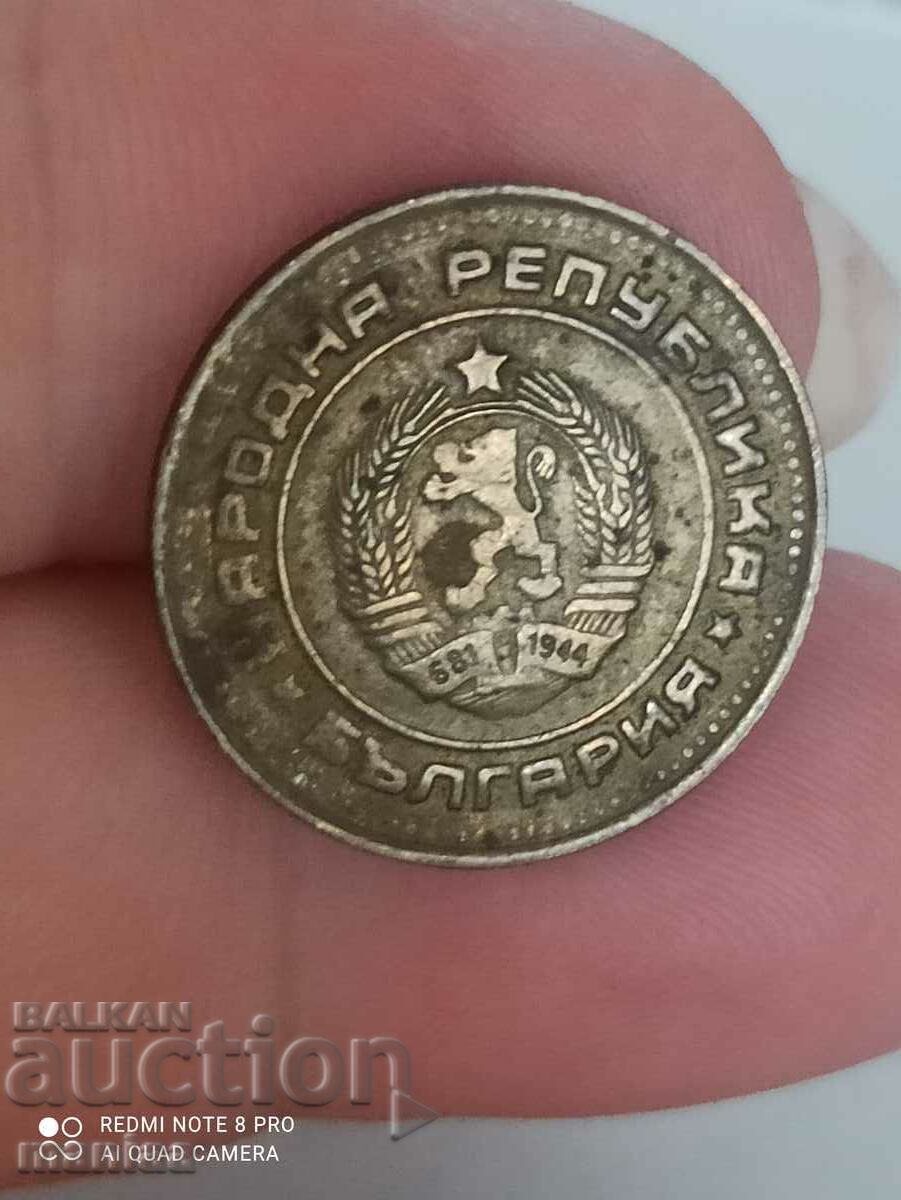 НАРОДНА РЕПУБЛИКА
★ БЪЛГАРИЯ ★
681 1944
BALKAN
auction
REDMI NOTE 8 PRO
AI QUAD CAMERA